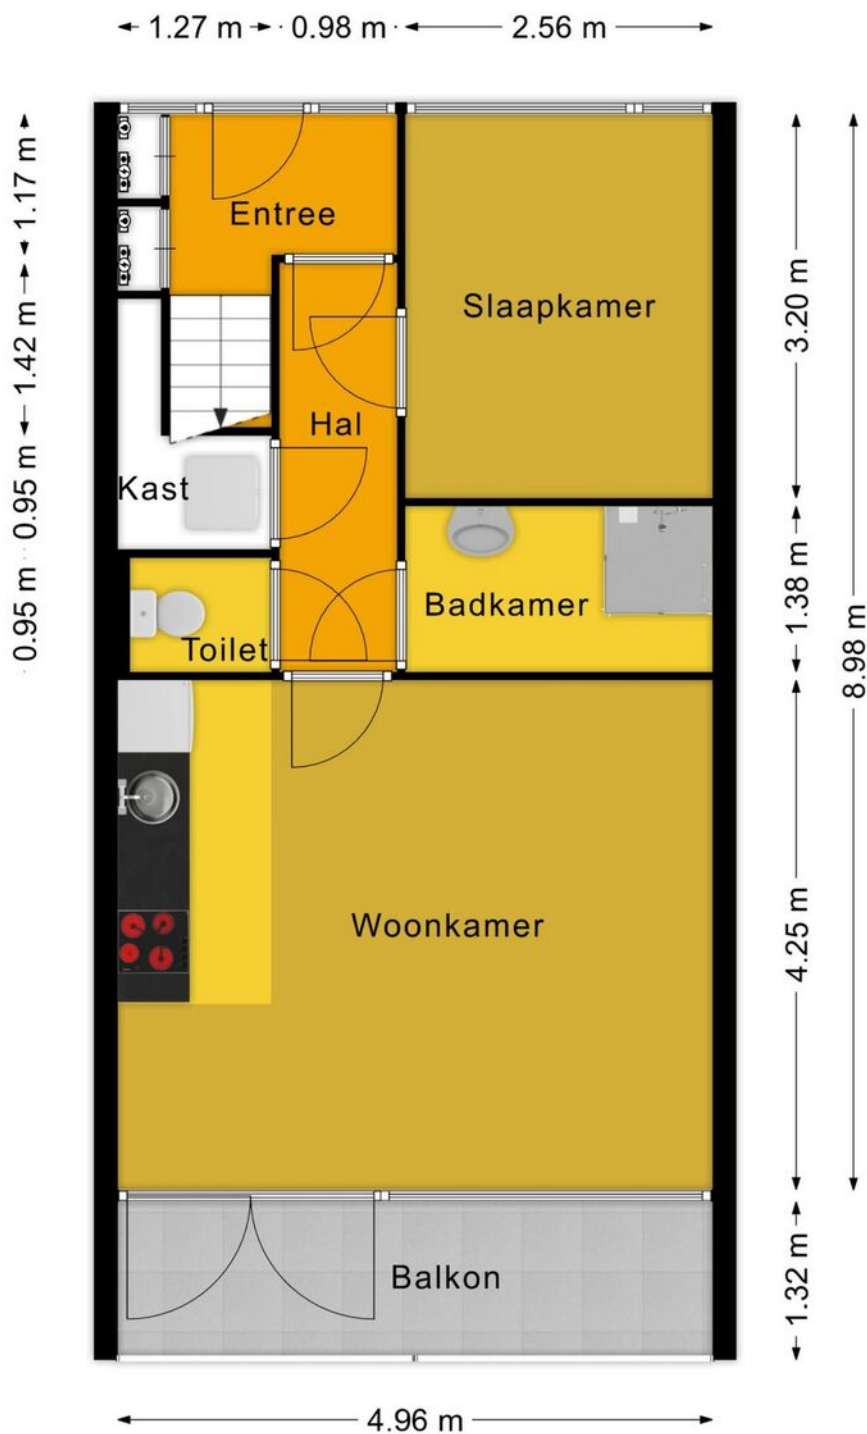 1.27 m
0.98 m
2.56 m
1.17 m
1.42 m
0.95 m
0.95 m
Entree
Slaapkamer
3.20 m
Hal
Kast
Toilet
Badkamer
1.38 m
8.98 m
Woonkamer
4.25 m
Balkon
1.32 m
4.96 m